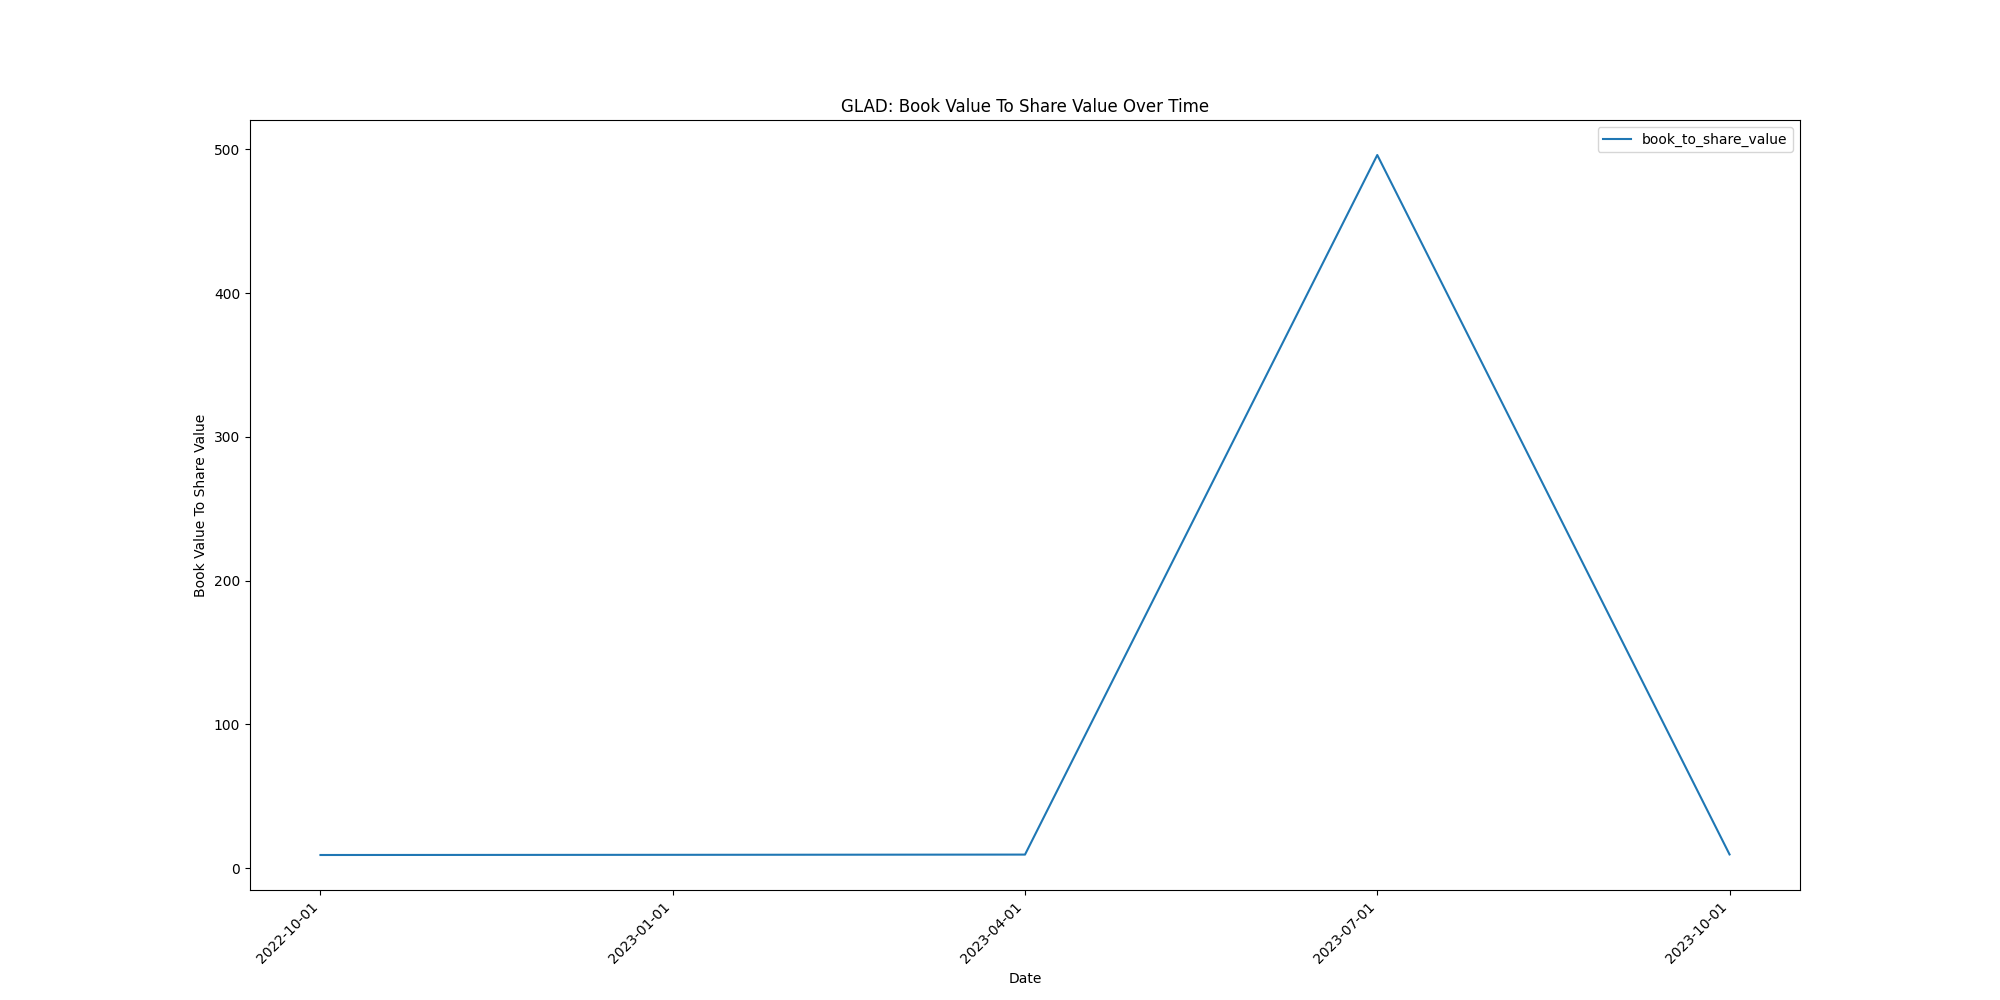 GLAD: Book Value To Share Value Over Time
book_to_share_value
500
400
300
200
100
0
Book Value To Share Value
2022-10-01
2023-01-01
2023-04-01
2023-07-01
2023-10-01
Date